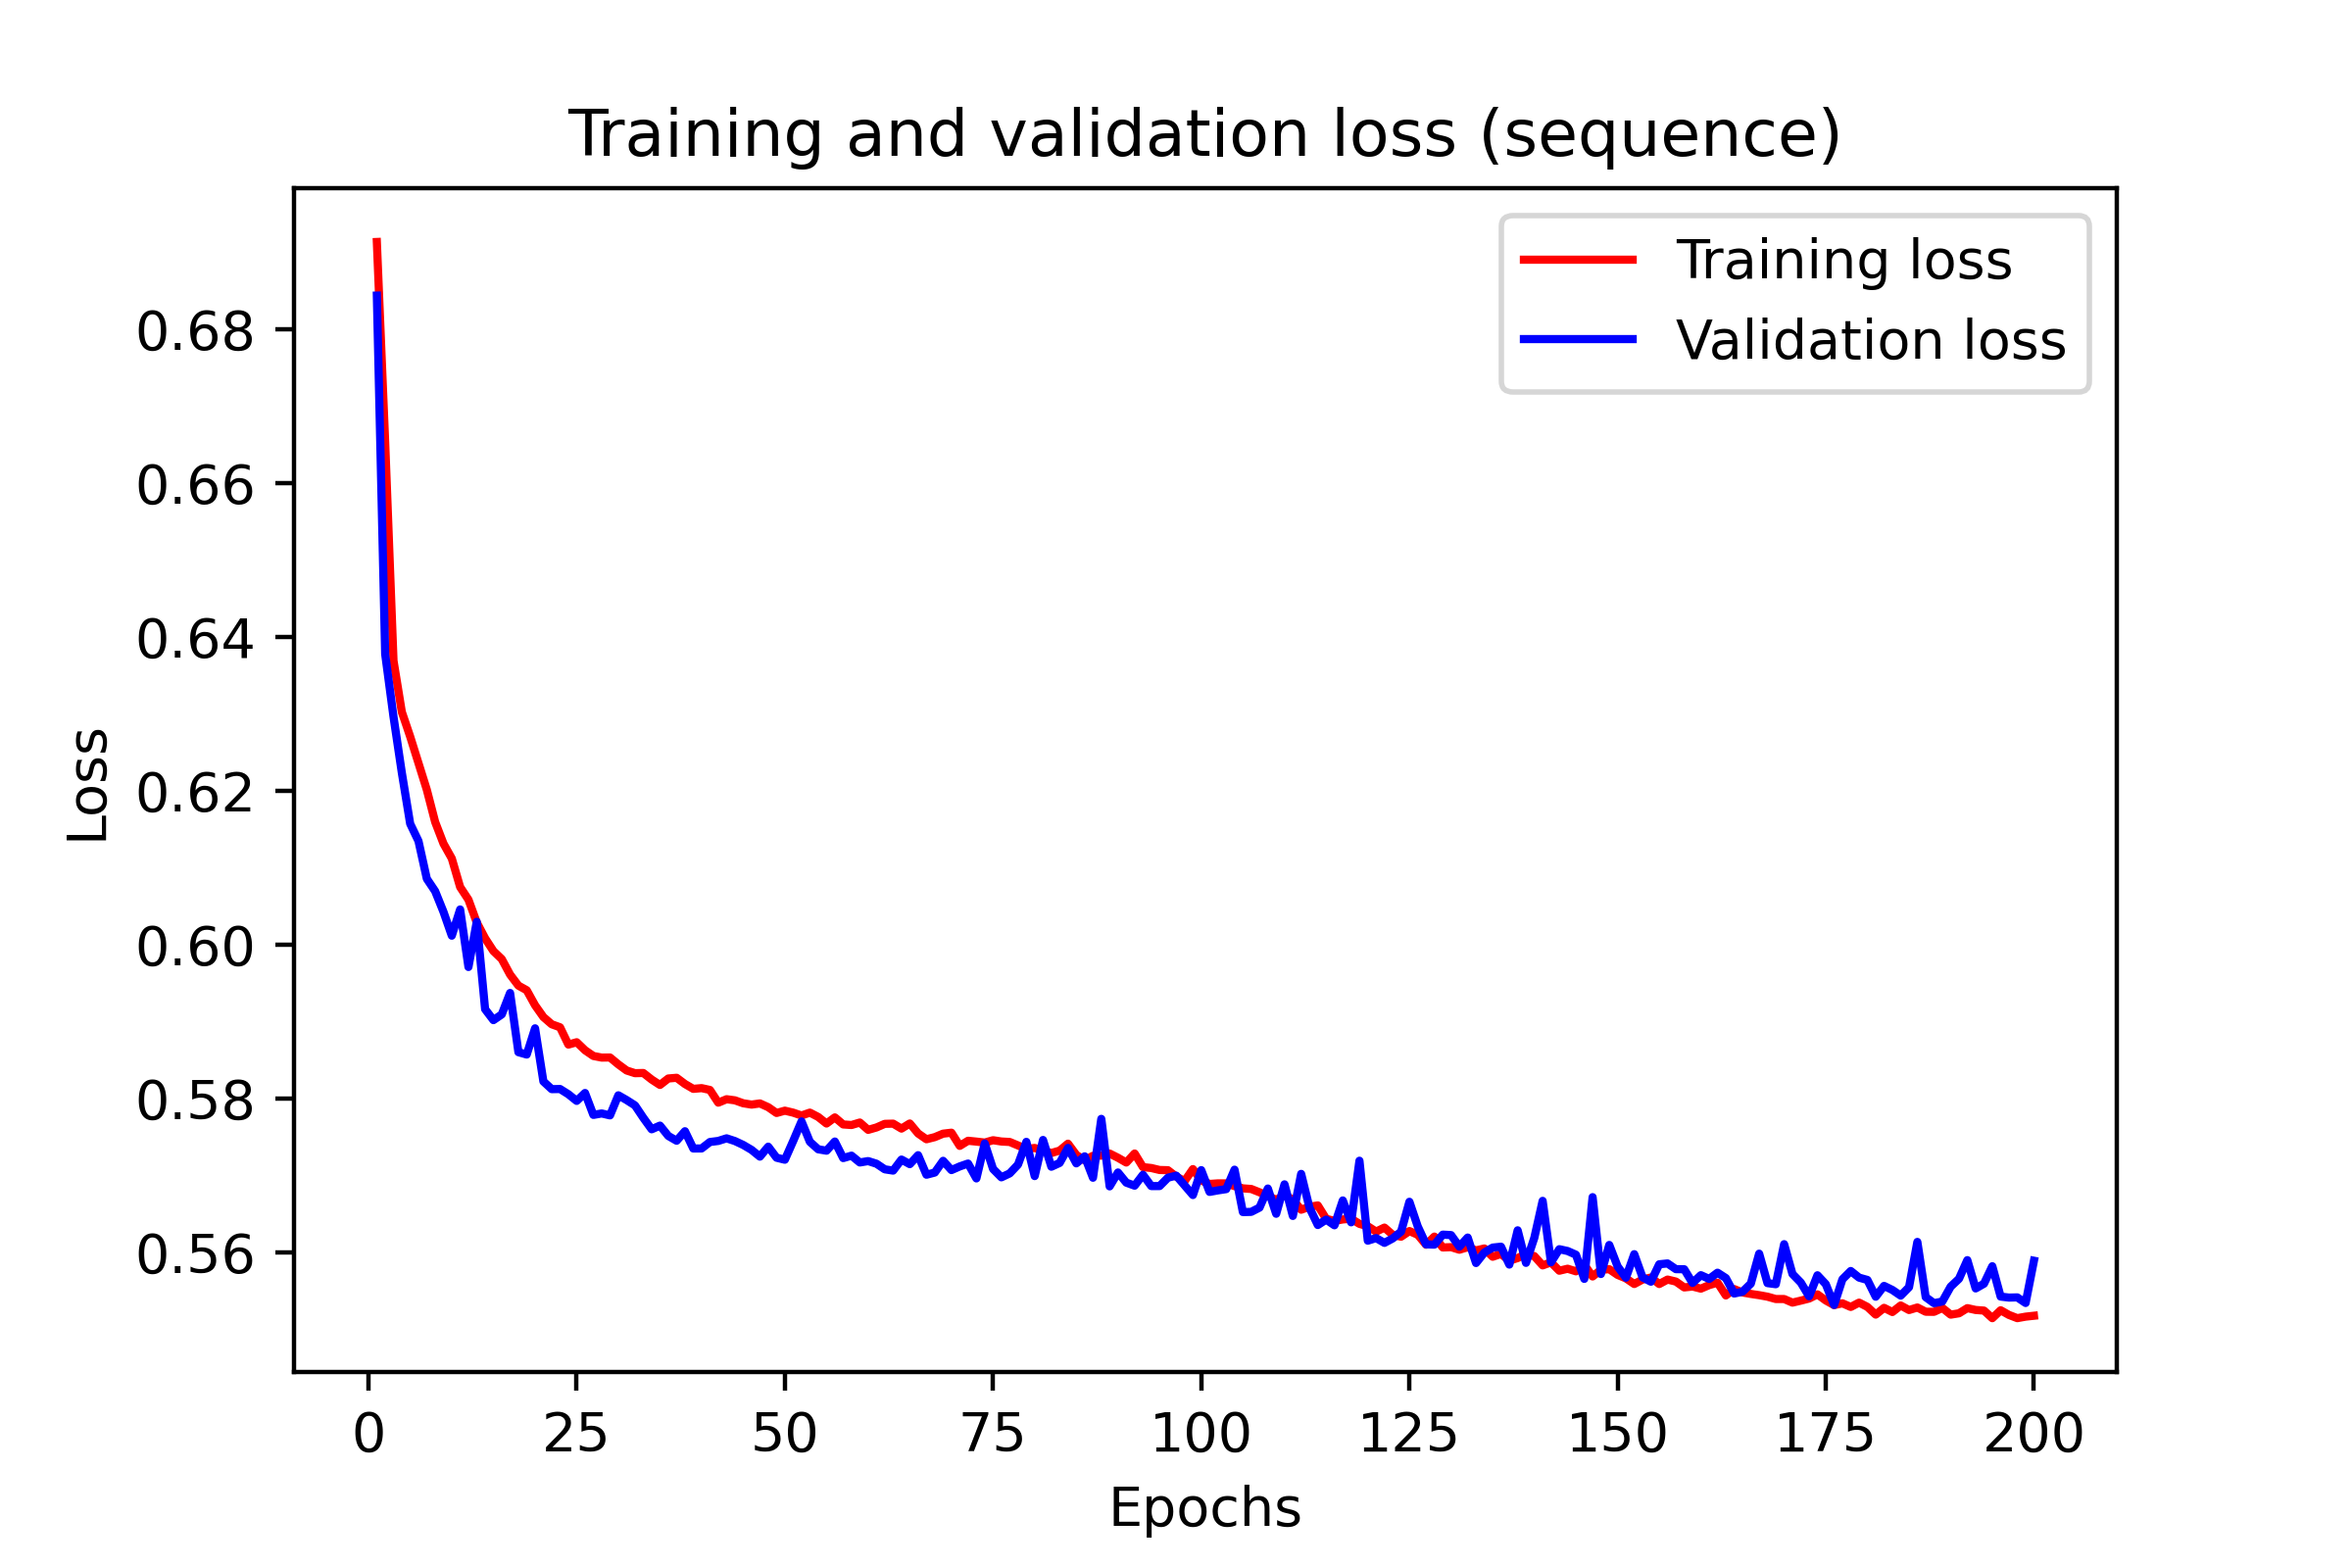 Training and validation loss (sequence)
Training loss
Validation loss
0.68
0.66
0.64
0.62
0.60
0.58
0.56
Loss
0 25 50 75 100 125 150 175 200
Epochs